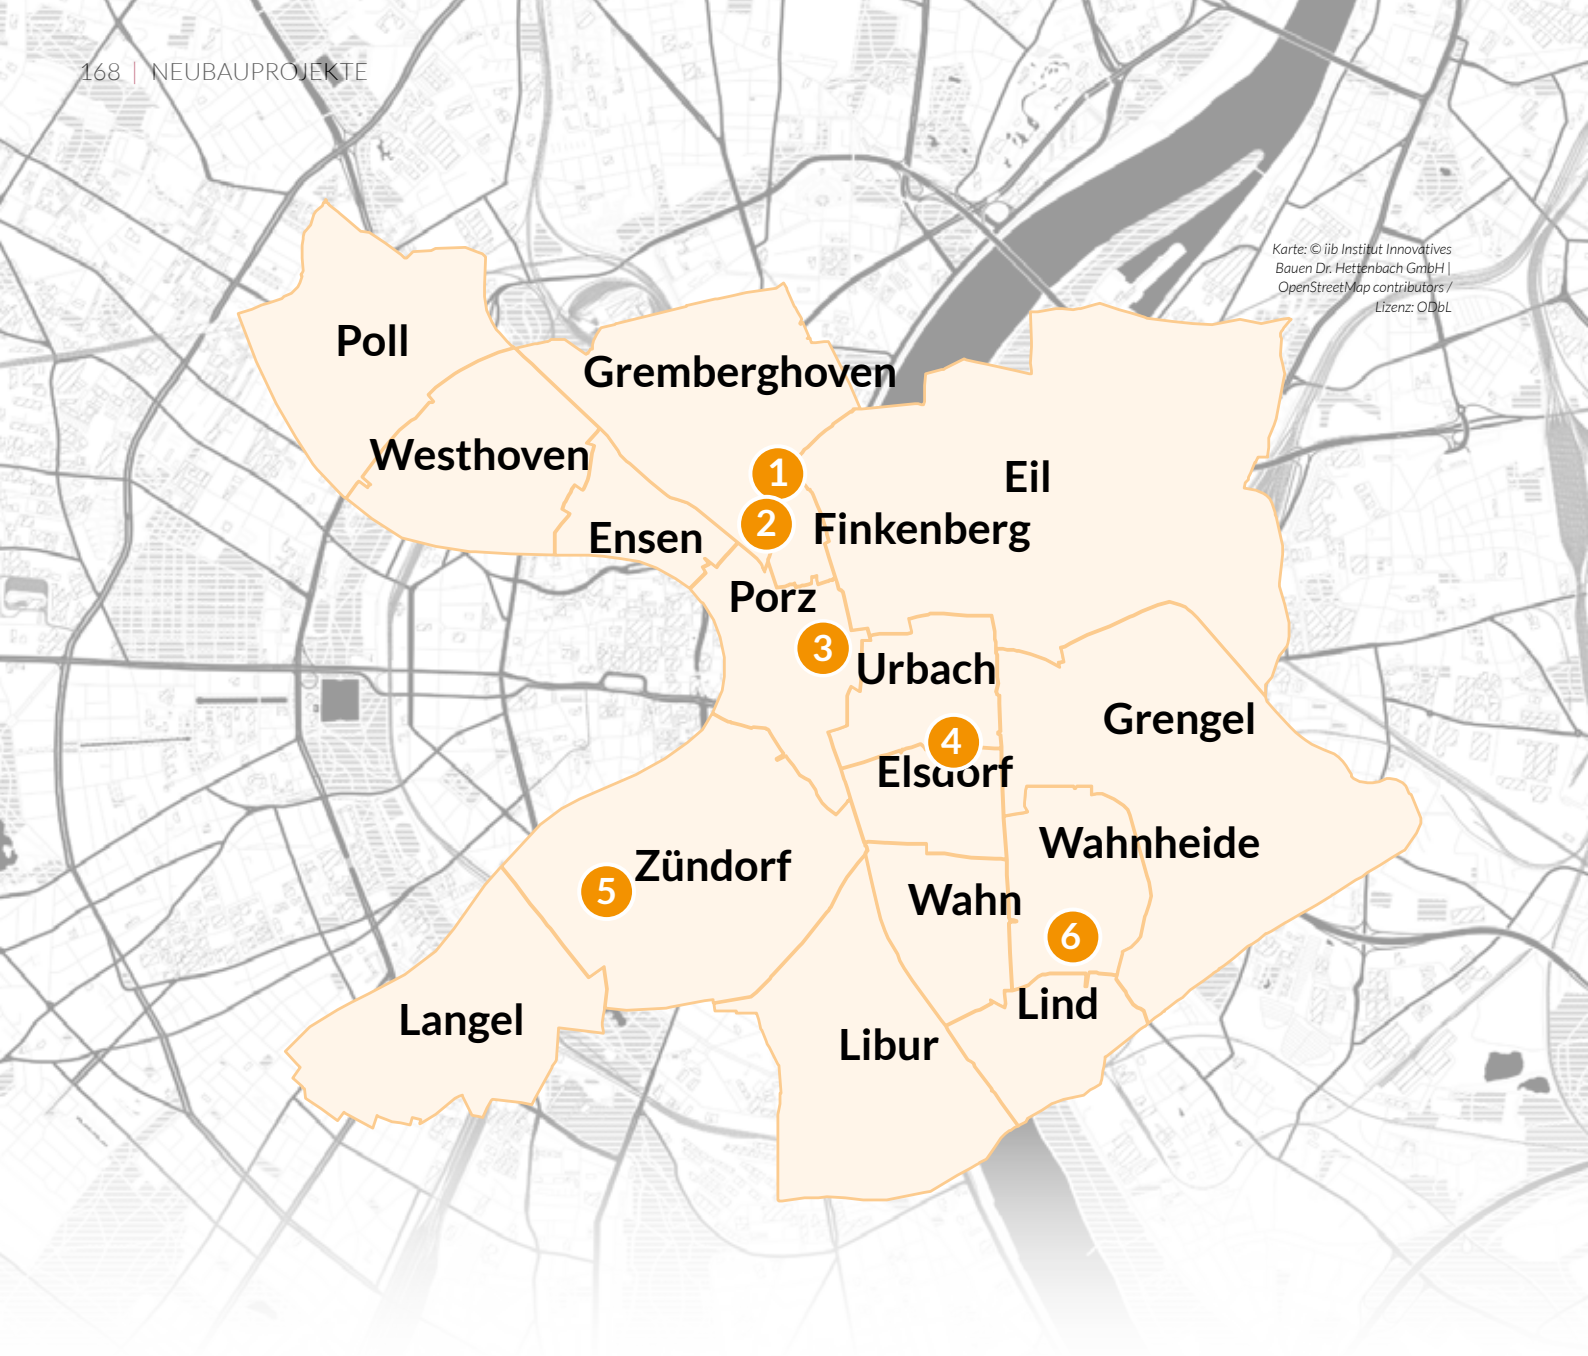 168 | NEUBAUPROJEKTE
Karte: © iib Institut Innovatives
Bauen Dr. Hettenbach GmbH |
OpenStreetMap contributors /
Lizenz: ODbL
Poll
Gremberghoven
Westhoven
1
Eil
2
Finkenberg
Ensen
Porz
3
Urbach
Grengel
4
Elsdorf
Wahnheide
Zündorf
5
Wahn
6
Lind
Langel
Libur